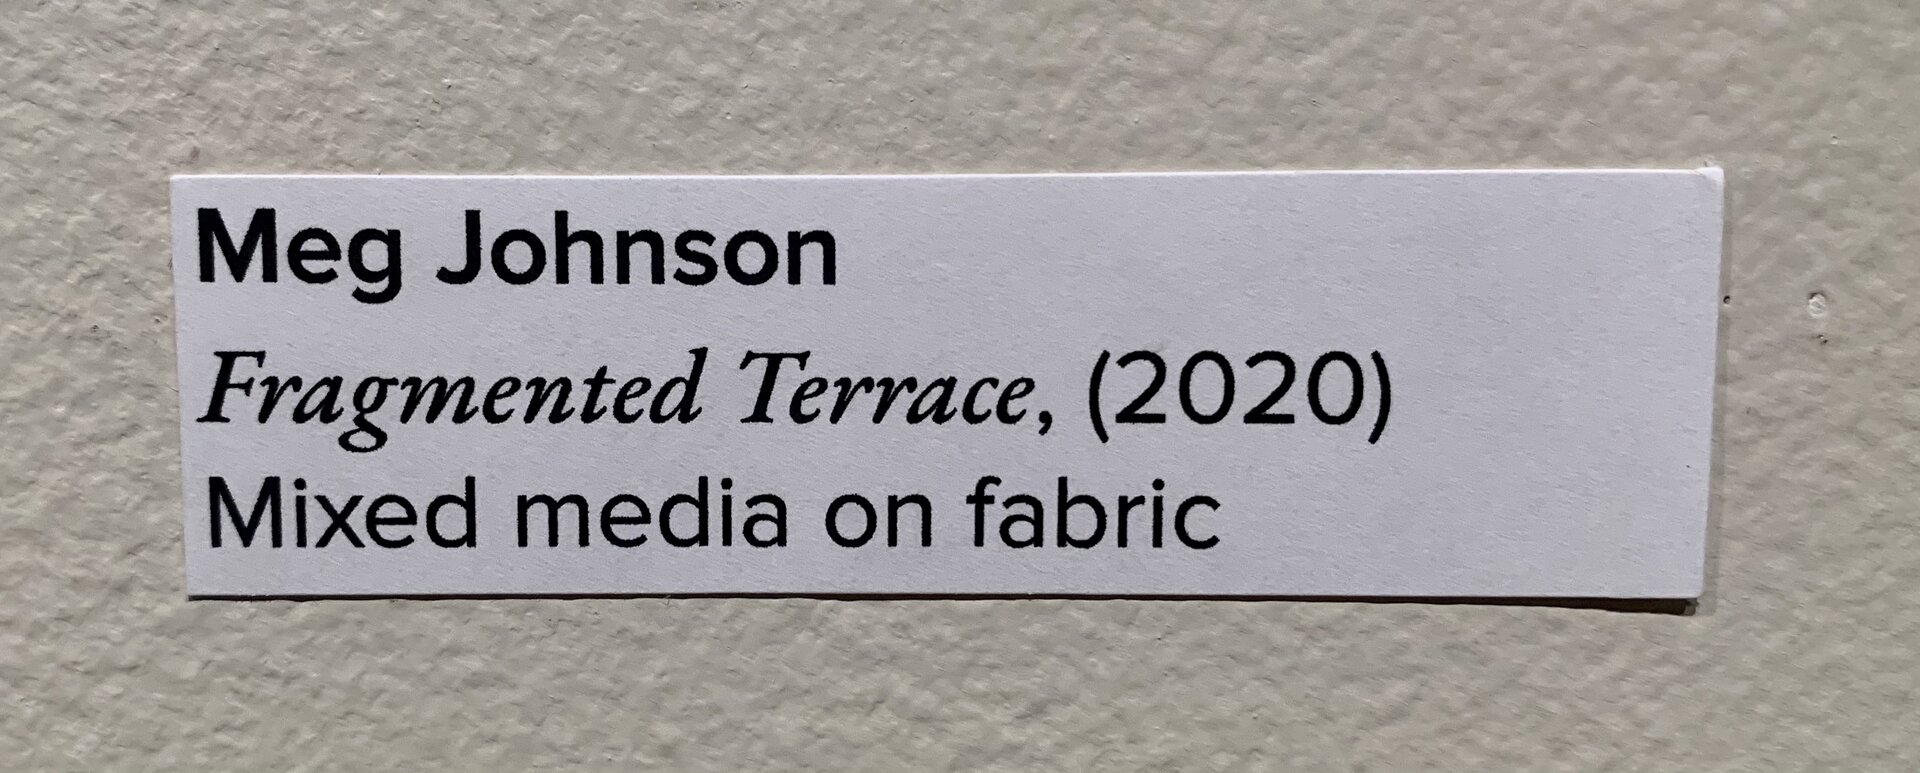 Meg Johnson
Fragmented Terrace, (2020)
Mixed media on fabric